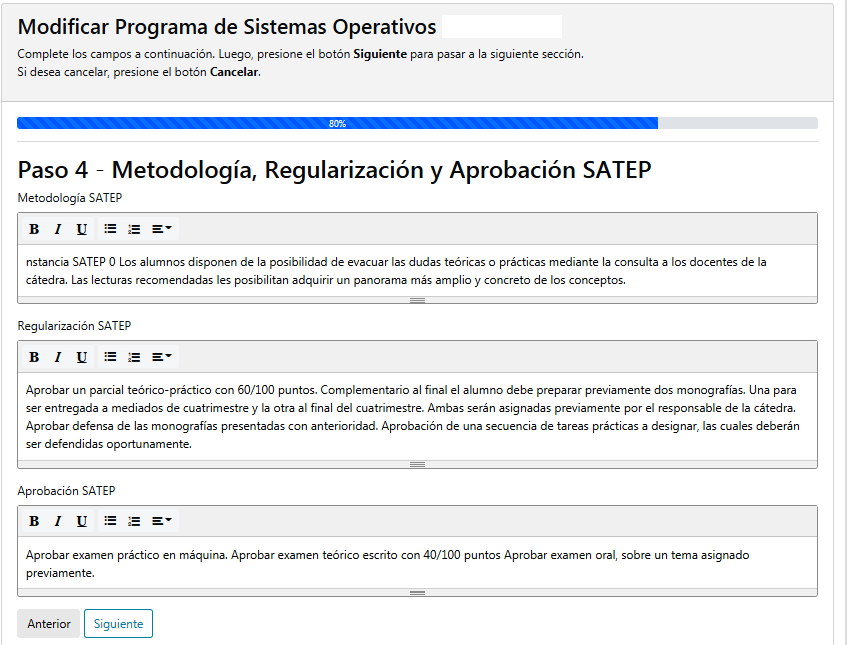 Modificar Programa de Sistemas Operativos
Complete los campos a continuación. Luego, presione el botón Siguiente para pasar a la siguiente sección.
Si desea cancelar, presione el botón Cancelar.
80%
Paso 4 - Metodología, Regularización y Aprobación SATEP
Metodología SATEP
B I U
nstancia SATEP 0 Los alumnos disponen de la posibilidad de evacuar las dudas teóricas o prácticas mediante la consulta a los docentes de la
cátedra. Las lecturas recomendadas les posibilitan adquirir un panorama más amplio y concreto de los conceptos.
Regularización SATEP
B I U
Aprobar un parcial teórico-práctico con 60/100 puntos. Complementario al final el alumno debe preparar previamente dos monografías. Una para
ser entregada a mediados de cuatrimestre y la otra al final del cuatrimestre. Ambas serán asignadas previamente por el responsable de la cátedra.
Aprobar defensa de las monografías presentadas con anterioridad. Aprobación de una secuencia de tareas prácticas a designar, las cuales deberán
ser defendidas oportunamente.
Aprobación SATEP
B I U
Aprobar examen práctico en máquina. Aprobar examen teórico escrito con 40/100 puntos Aprobar examen oral, sobre un tema asignado
previamente.
Anterior Siguiente